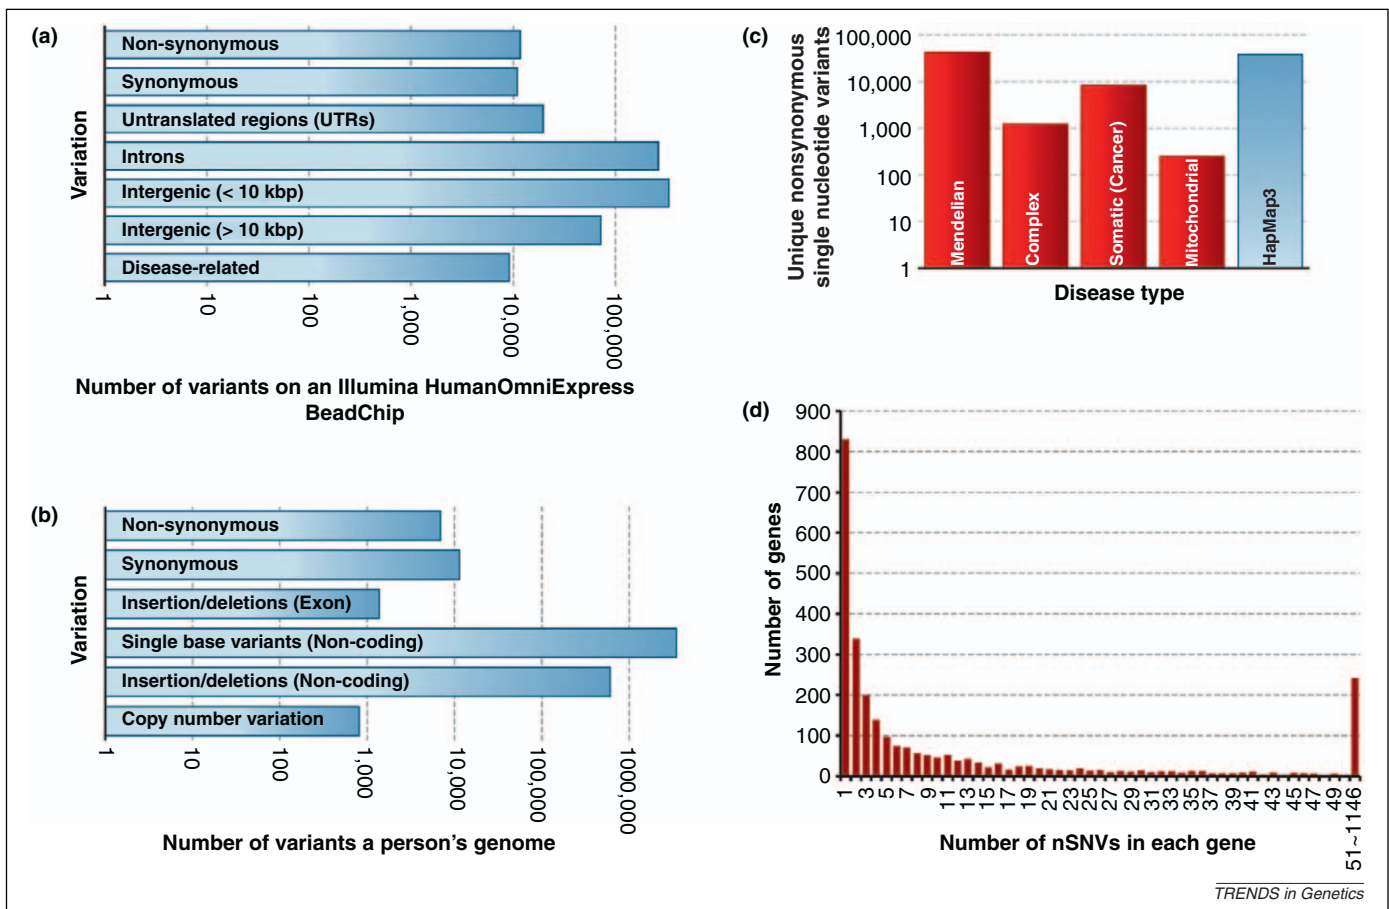 (a)
Variation
Non-synonymous
Synonymous
Untranslated regions (UTRs)
Introns
Intergenic (< 10 kbp)
Intergenic (> 10 kbp)
Disease-related
1
10
100
1,000
10,000
1,00,000
Number of variants on an Illumina HumanOmniExpress
BeadChip
(b)
Variation
Non-synonymous
Synonymous
Insertion/deletions (Exon)
Single base variants (Non-coding)
Insertion/deletions (Non-coding)
Copy number variation
1
10
100
1,000
10,000
100,000
1000,000
Number of variants a person's genome
(c)
Unique nonsynonymous
single nucleotide variants
100,000
10,000
1,000
100
10
1
Mendelian
Complex
Somatic (Cancer)
Mitochondrial
HapMap3
Disease type
(d)
Number of genes
900
800
700
600
500
400
300
200
100
0
1
3
5
7
9
11
13
15
17
19
21
23
25
27
29
31
33
35
37
39
41
43
45
47
49
51~1146
Number of nSNVs in each gene
TRENDS in Genetics